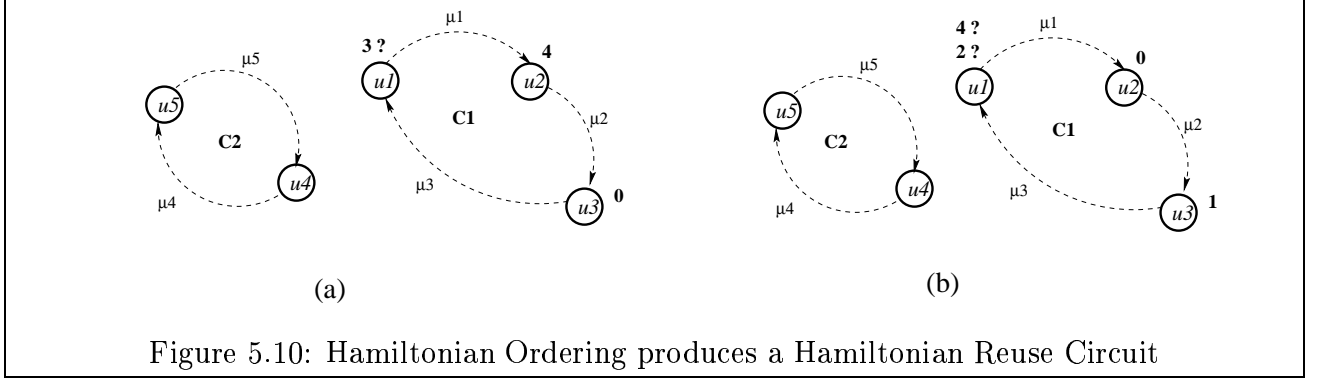 μ1
3 ?
4
μ5
u1
u2
u5
C1
μ2
C2
u4
μ3
μ4
u3
0
(a)
4 ?
μ1
2 ?
0
μ5
u1
u2
u5
C1
μ2
C2
u4
μ3
μ4
u3
1
(b)
Figure 5.10: Hamiltonian Ordering produces a Hamiltonian Reuse Circuit